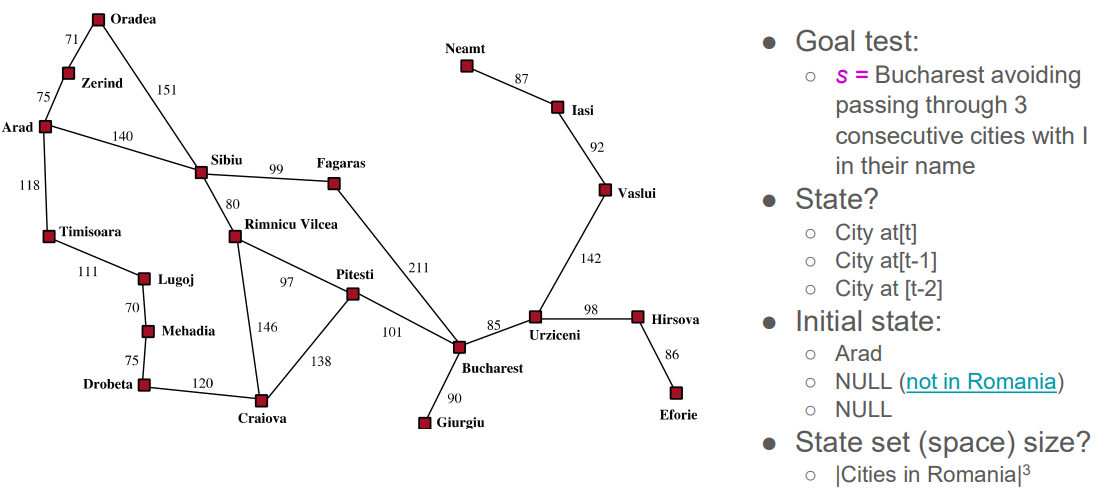 Oradea
71
Neamt
Zerind
87
151
75
Iasi
Arad
140
92
Sibiu
Fagaras
99
118
Vaslui
80
Timisoara
Rimnicu Vilcea
142
111
211
Lugoj
97
Pitesti
70
98
Hirsova
146
85
Mehadia
101
Urziceni
86
75
138
Bucharest
120
Drobeta
90
Eforie
Craiova
Giurgiu
● Goal test:
○ s = Bucharest avoiding
passing through 3
consecutive cities with I
in their name
● State?
○ City at[t]
○ City at[t-1]
○ City at [t-2]
● Initial state:
○ Arad
○ NULL (not in Romania)
○ NULL
● State set (space) size?
○ |Cities in Romania|³